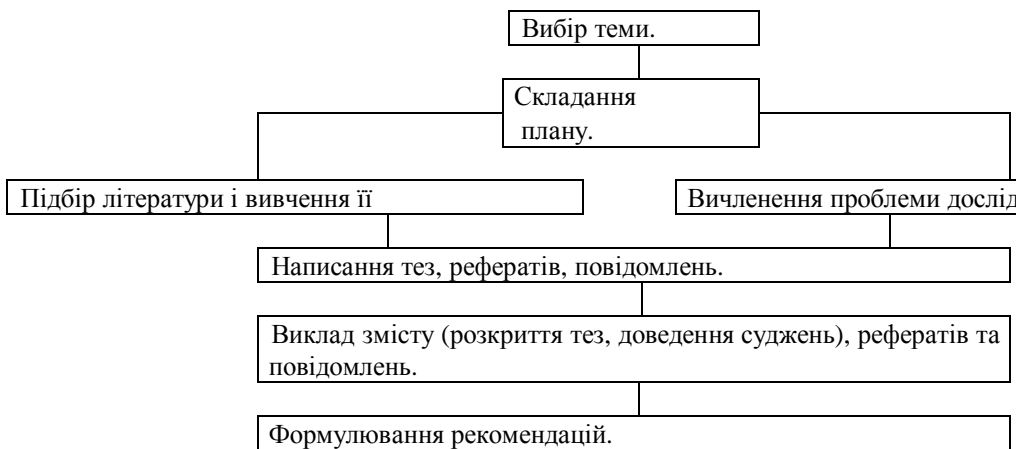 Вибір теми.
Складання
плану.
Підбір літератури і вивчення її
Вичленення проблеми дослід
Написання тез, рефератів, повідомлень.
Виклад змісту (розкриття тез, доведення суджень), рефератів та
повідомлень.
Формулювання рекомендацій.